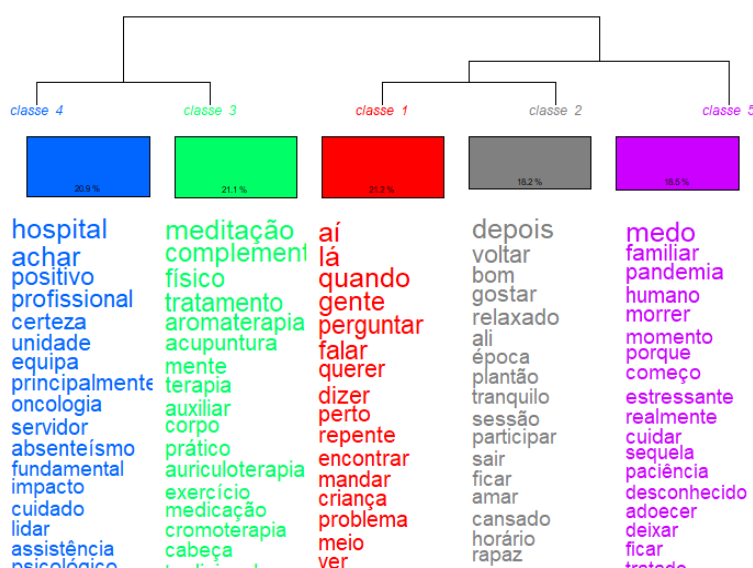 classe 4
classe 3
classe 1
classe 2
classe 5
20.9 %
21.1 %
21.2 %
18.2 %
18.5 %
hospital
achar
positivo
profissional
certeza
unidade
equipa
principalmente
oncologia
servidor
absenteísmo
fundamental
impacto
cuidado
lidar
assistência
psicológico
meditação
complement
físico
tratamento
aromaterapia
acupuntura
mente
terapia
auxiliar
corpo
prático
auriculoterapia
exercício
medicação
cromoterapia
cabeça
aí
lá
quando
gente
perguntar
falar
querer
dizer
perto
repente
encontrar
mandar
criança
problema
meio
ver
depois
voltar
bom
gostar
relaxado
ali
época
plantão
tranquilo
sessão
participar
sair
ficar
amar
cansado
horário
rapaz
medo
familiar
pandemia
humano
morrer
momento
porque
começo
estressante
realmente
cuidar
sequela
paciência
desconhecido
adoecer
deixar
ficar